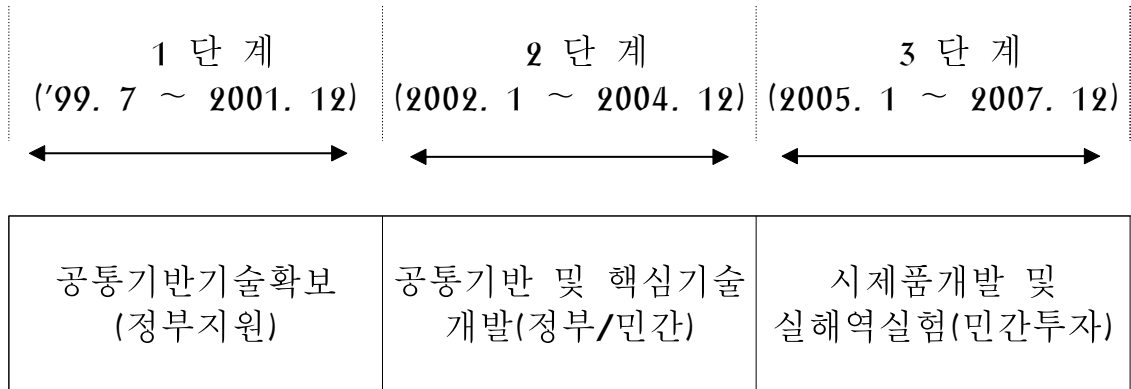 1 단 계
('99. 7 ~ 2001. 12)
2 단 계
(2002. 1 ~ 2004. 12)
3 단 계
(2005. 1 ~ 2007. 12)
공통기반기술확보
(정부지원)
공통기반 및 핵심기술
개발(정부/민간)
시제품개발 및
실해역실험(민간투자)